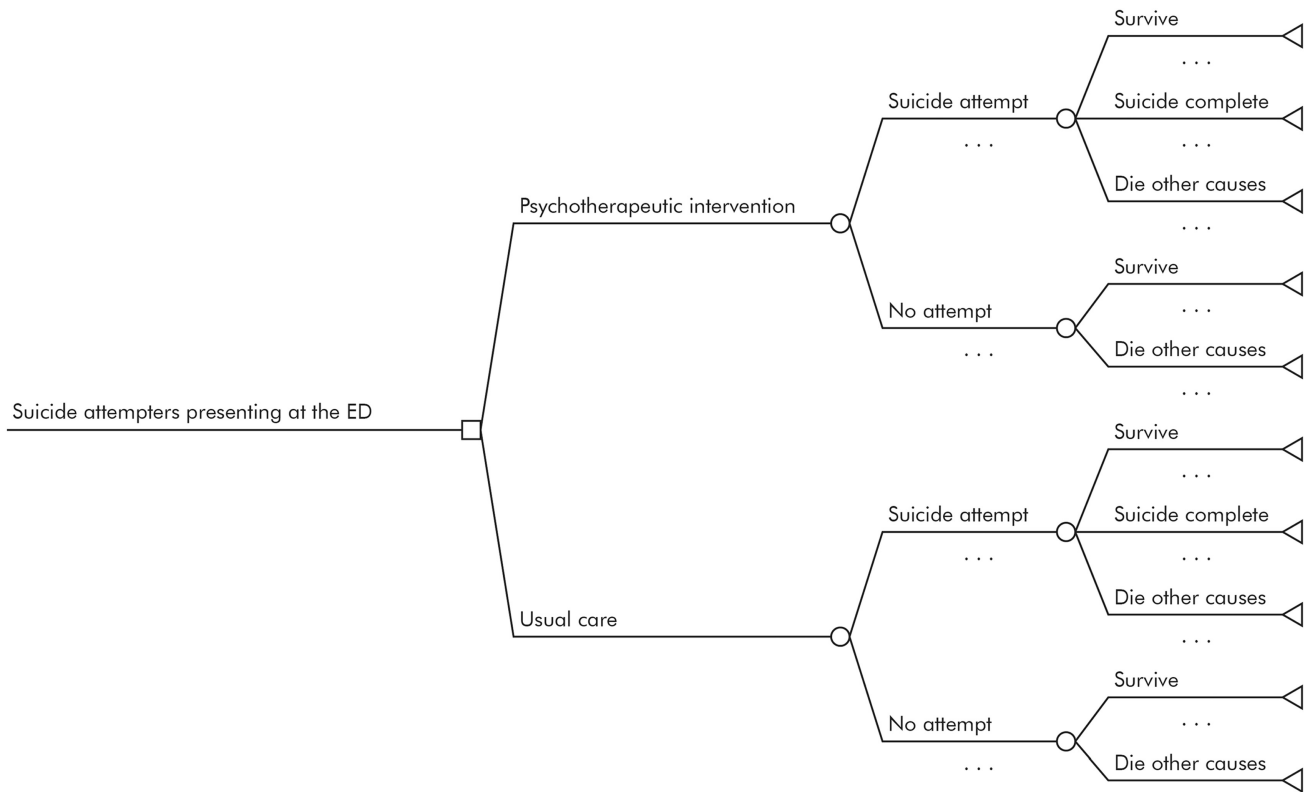 Survive
. . .
Suicide attempt
Suicide complete
. . .
. . .
Die other causes
Psychotherapeutic intervention
. . .
Survive
No attempt
. . .
. . .
Die other causes
. . .
Suicide attempters presenting at the ED
Survive
. . .
Suicide attempt
Suicide complete
. . .
. . .
Die other causes
Usual care
. . .
Survive
No attempt
. . .
. . .
Die other causes